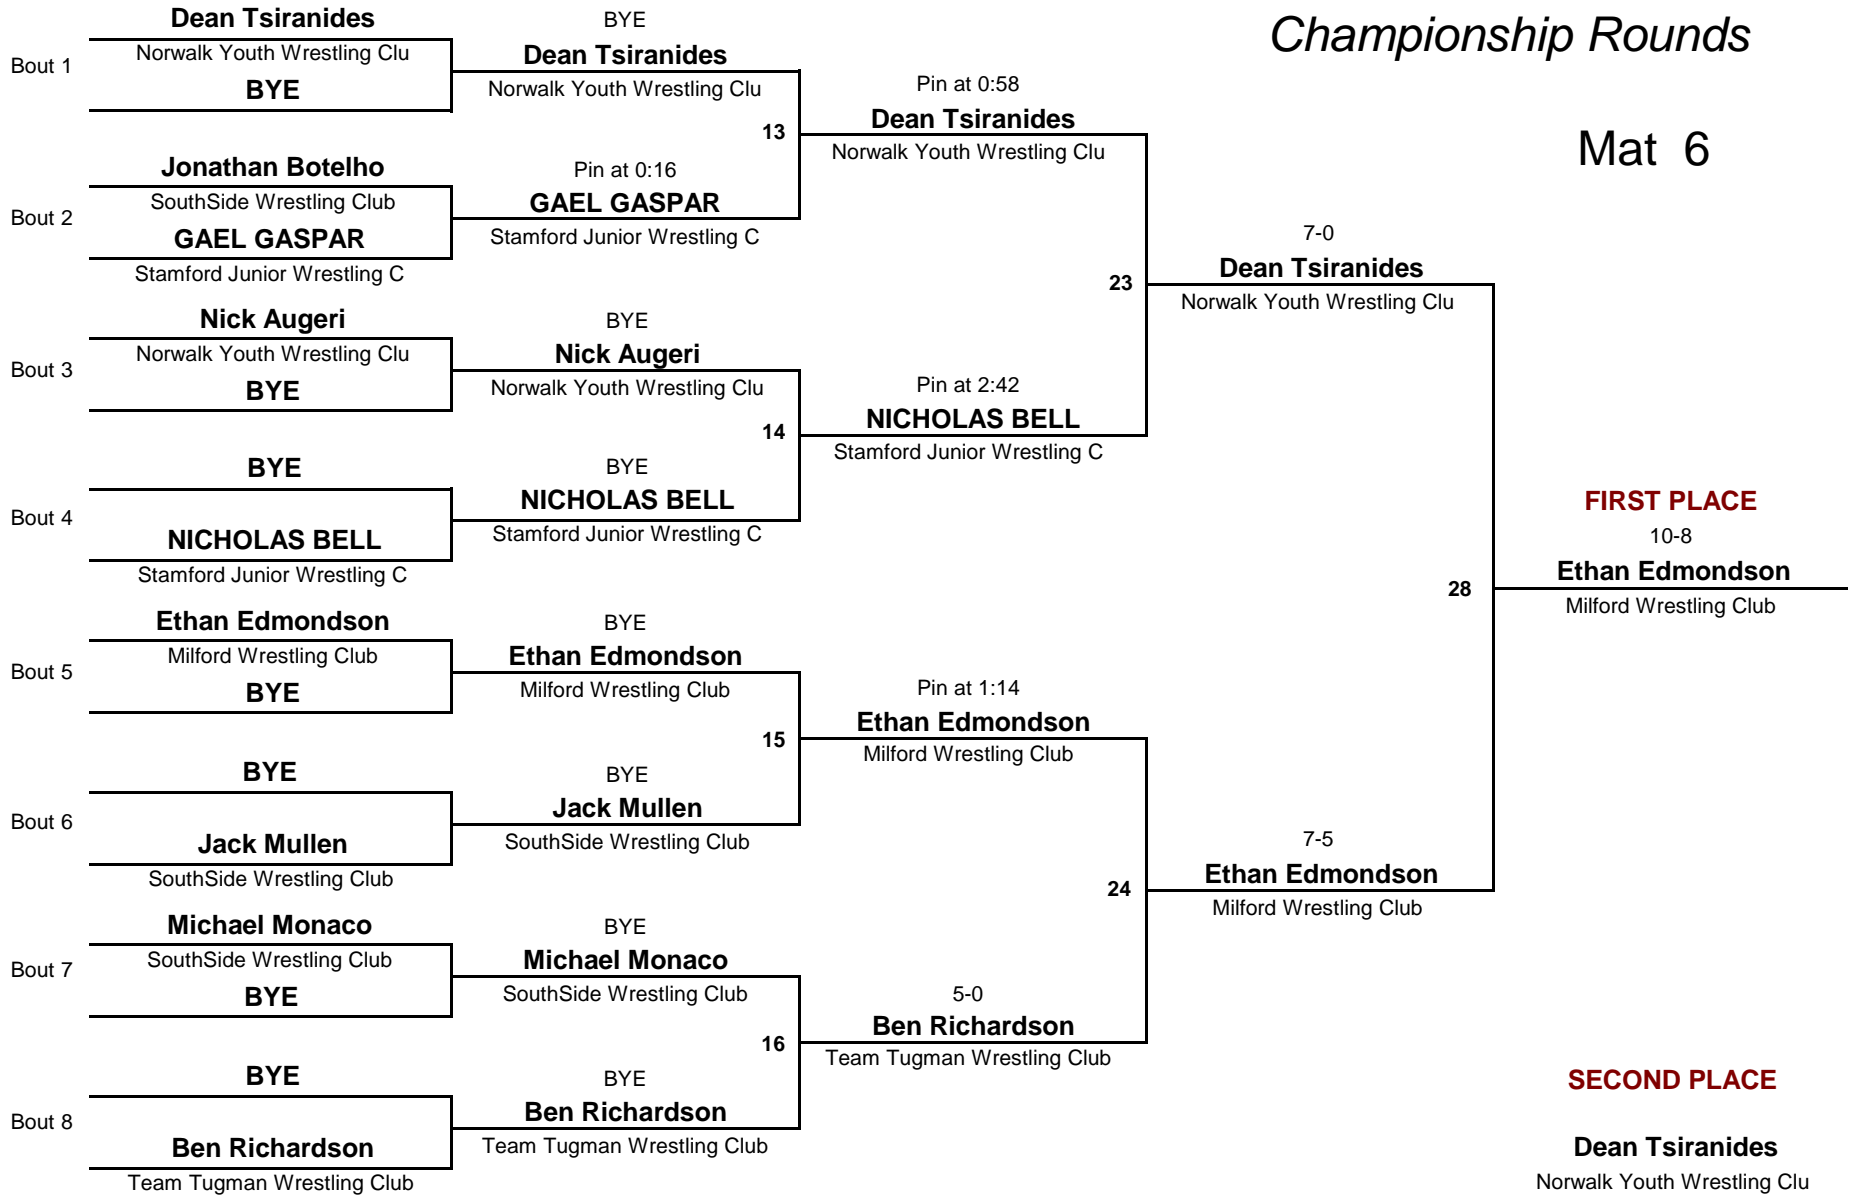 Championship Rounds
Mat 6
Bout 1
Dean Tsiranides
Norwalk Youth Wrestling Clu
BYE
Bout 2
Jonathan Botelho
SouthSide Wrestling Club
GAEL GASPAR
Stamford Junior Wrestling C
Bout 3
Nick Augeri
Norwalk Youth Wrestling Clu
BYE
Bout 4
BYE
NICHOLAS BELL
Stamford Junior Wrestling C
Bout 5
Ethan Edmondson
Milford Wrestling Club
BYE
Bout 6
BYE
Jack Mullen
SouthSide Wrestling Club
Bout 7
Michael Monaco
SouthSide Wrestling Club
BYE
Bout 8
BYE
Ben Richardson
Team Tugman Wrestling Club
BYE
Dean Tsiranides
Norwalk Youth Wrestling Clu
13
Pin at 0:16
GAEL GASPAR
Stamford Junior Wrestling C
BYE
Nick Augeri
Norwalk Youth Wrestling Clu
14
BYE
NICHOLAS BELL
Stamford Junior Wrestling C
BYE
Ethan Edmondson
Milford Wrestling Club
15
BYE
Jack Mullen
SouthSide Wrestling Club
BYE
Michael Monaco
SouthSide Wrestling Club
16
BYE
Ben Richardson
Team Tugman Wrestling Club
Pin at 0:58
Dean Tsiranides
Norwalk Youth Wrestling Clu
23
Pin at 2:42
NICHOLAS BELL
Stamford Junior Wrestling C
Pin at 1:14
Ethan Edmondson
Milford Wrestling Club
24
5-0
Ben Richardson
Team Tugman Wrestling Club
7-0
Dean Tsiranides
Norwalk Youth Wrestling Clu
28
7-5
Ethan Edmondson
Milford Wrestling Club
FIRST PLACE
10-8
Ethan Edmondson
Milford Wrestling Club
SECOND PLACE
Dean Tsiranides
Norwalk Youth Wrestling Clu